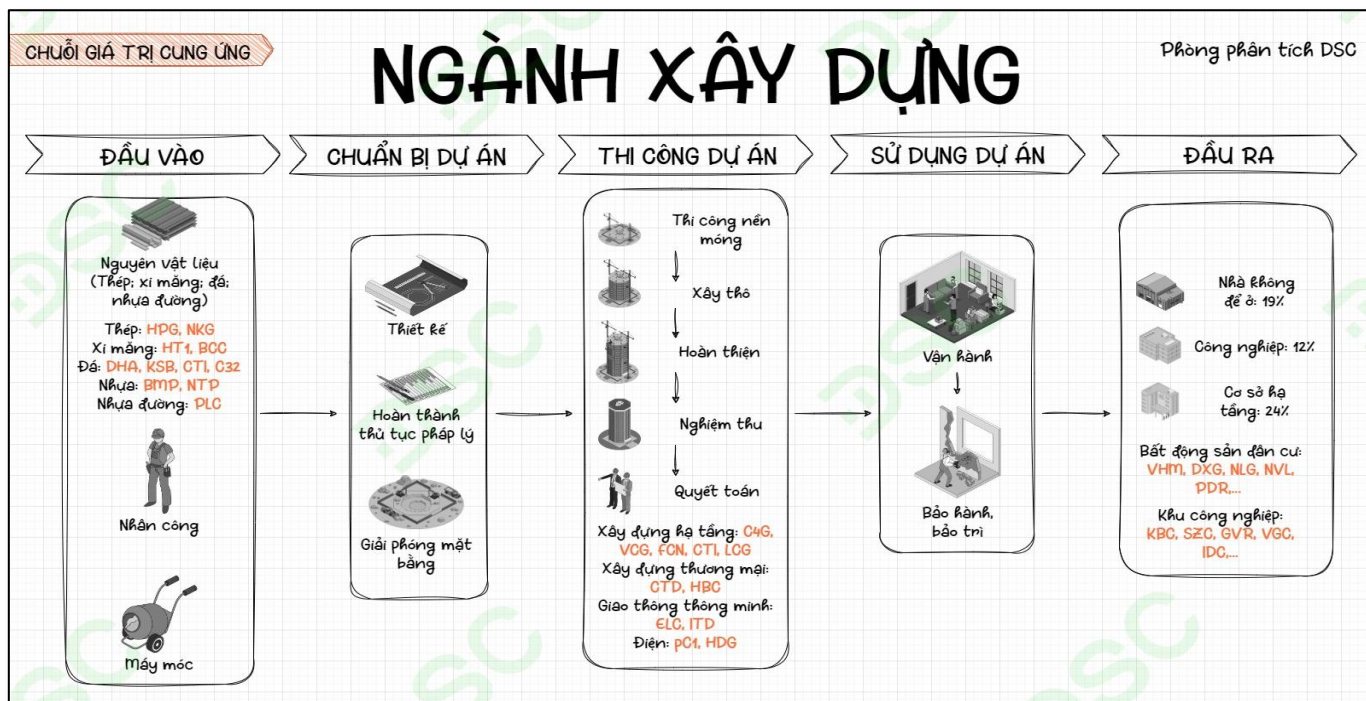 CHUỖI GIÁ TRỊ CUNG ỨNG
NGÀNH XÂY DỰNG
Phòng phân tích DSC
ĐẦU VÀO
Nguyên vật liệu
(Thép; xi măng; đá;
nhựa đường)
Thép: HPG, NKG
Xi măng: HT1, BCC
Đá: DHA, KSB, CTI, C32
Nhựa: BMP, NTP
Nhựa đường: PLC
Nhân công
Máy móc
CHUẨN BỊ DỰ ÁN
Thiết kế
Hoàn thành
thủ tục pháp lý
Giải phóng mặt
bằng
THI CÔNG DỰ ÁN
Thi công nền
móng
Xây thô
Hoàn thiện
Nghiệm thu
Quyết toán
Xây dựng hạ tầng: C4G,
VCG, FCN, CTI, LCG
Xây dựng thương mại:
CTD, HBC
Giao thông thông minh:
ELC, ITD
Điện: PC1, HDG
SỬ DỤNG DỰ ÁN
Vận hành
Bảo hành,
bảo trì
ĐẦU RA
Nhà không
để ở: 19%
Công nghiệp: 12%
Cơ sở hạ
tầng: 24%
Bất động sản dân cư:
VHM, DXG, NLG, NVL,
PDR,...
Khu công nghiệp:
KBC, SZC, GVR, VGC,
IDC,...
DSC
DSC
DSC
DSC
DSC
DSC